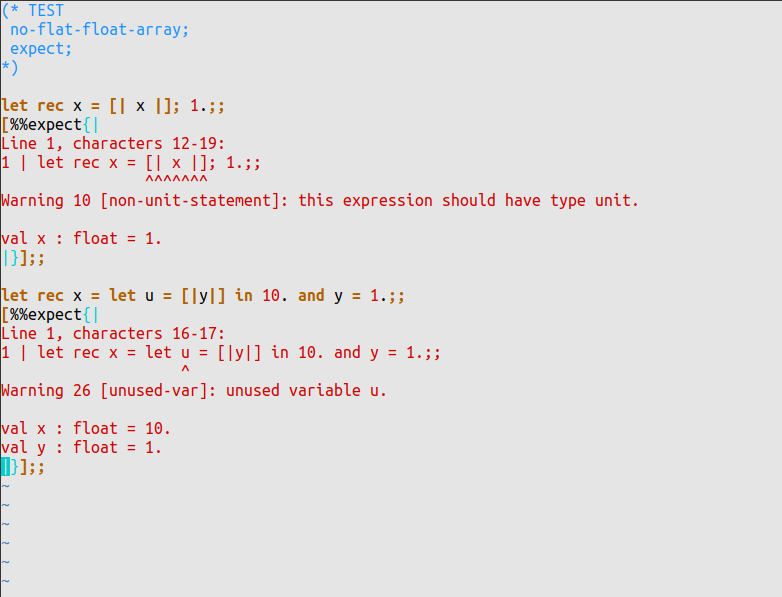 (* TEST
 no-flat-float-array;
 expect;
*)

let rec x = [| x |]; 1.;;
[%%expect{|
Line 1, characters 12-19:
1 | let rec x = [| x |]; 1.;;
                ^^^^^^^
Warning 10 [non-unit-statement]: this expression should have type unit.

val x : float = 1.
|}];;

let rec x = let u = [|y|] in 10. and y = 1.;;
[%%expect{|
Line 1, characters 16-17:
1 | let rec x = let u = [|y|] in 10. and y = 1.;;
                    ^
Warning 26 [unused-var]: unused variable u.

val x : float = 10.
val y : float = 1.
|}];;
~
~
~
~
~
~